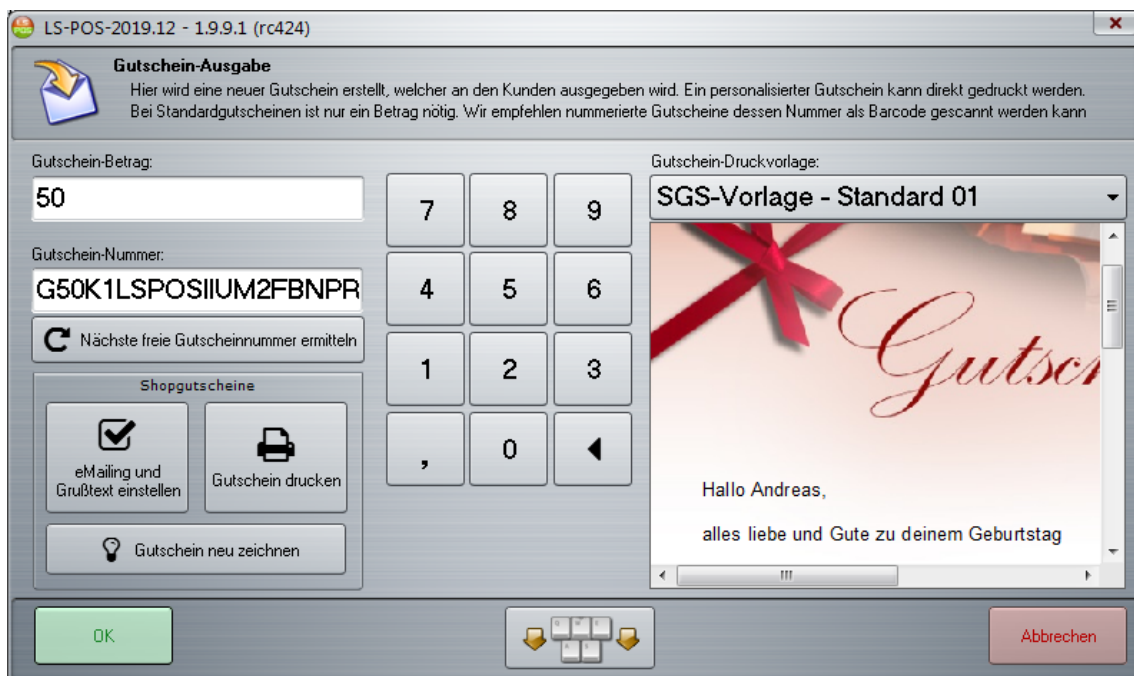 LS-POS-2019.12 - 1.9.9.1 (rc424)
Gutschein-Ausgabe
Hier wird eine neuer Gutschein erstellt, welcher an den Kunden ausgegeben wird. Ein personalisierter Gutschein kann direkt gedruckt werden.
Bei Standardgutscheinen ist nur ein Betrag nötig. Wir empfehlen nummerierte Gutscheine dessen Nummer als Barcode gescannt werden kann
Gutschein-Betrag:
50
Gutschein-Nummer:
G50K1LSPOSIIUM2FBNPR
Nächste freie Gutscheinnummer ermitteln
Shopgutscheine
eMailing und
Grußtext einstellen
Gutschein drucken
Gutschein neu zeichnen
7 8 9
4 5 6
1 2 3
, 0
Gutschein-Druckvorlage:
SGS-Vorlage - Standard 01
Gutsch
Hallo Andreas,
alles liebe und Gute zu deinem Geburtstag
OK
Abbrechen